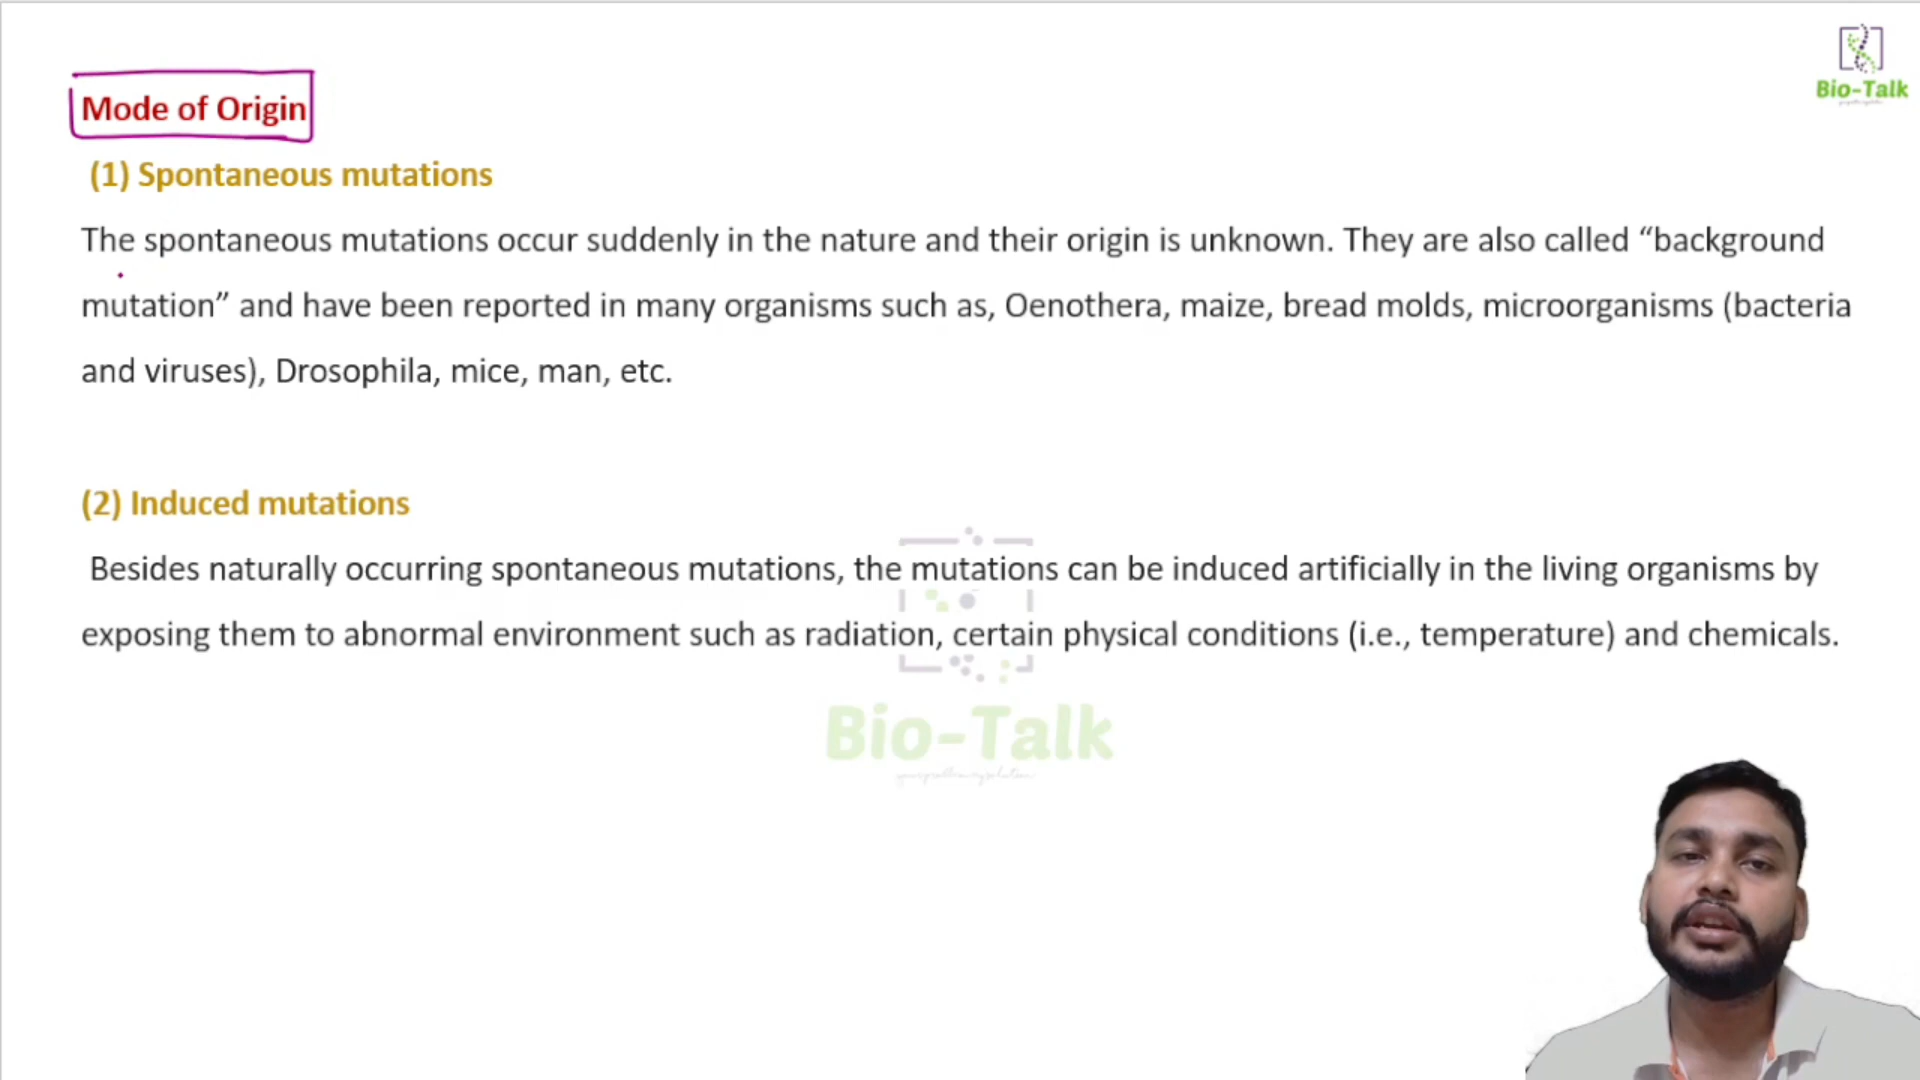 Bio-Talk
Mode of Origin
(1) Spontaneous mutations
The spontaneous mutations occur suddenly in the nature and their origin is unknown. They are also called “background
mutation” and have been reported in many organisms such as, Oenothera, maize, bread molds, microorganisms (bacteria
and viruses), Drosophila, mice, man, etc.
(2) Induced mutations
Besides naturally occurring spontaneous mutations, the mutations can be induced artificially in the living organisms by
exposing them to abnormal environment such as radiation, certain physical conditions (i.e., temperature) and chemicals.
Bio-Talk